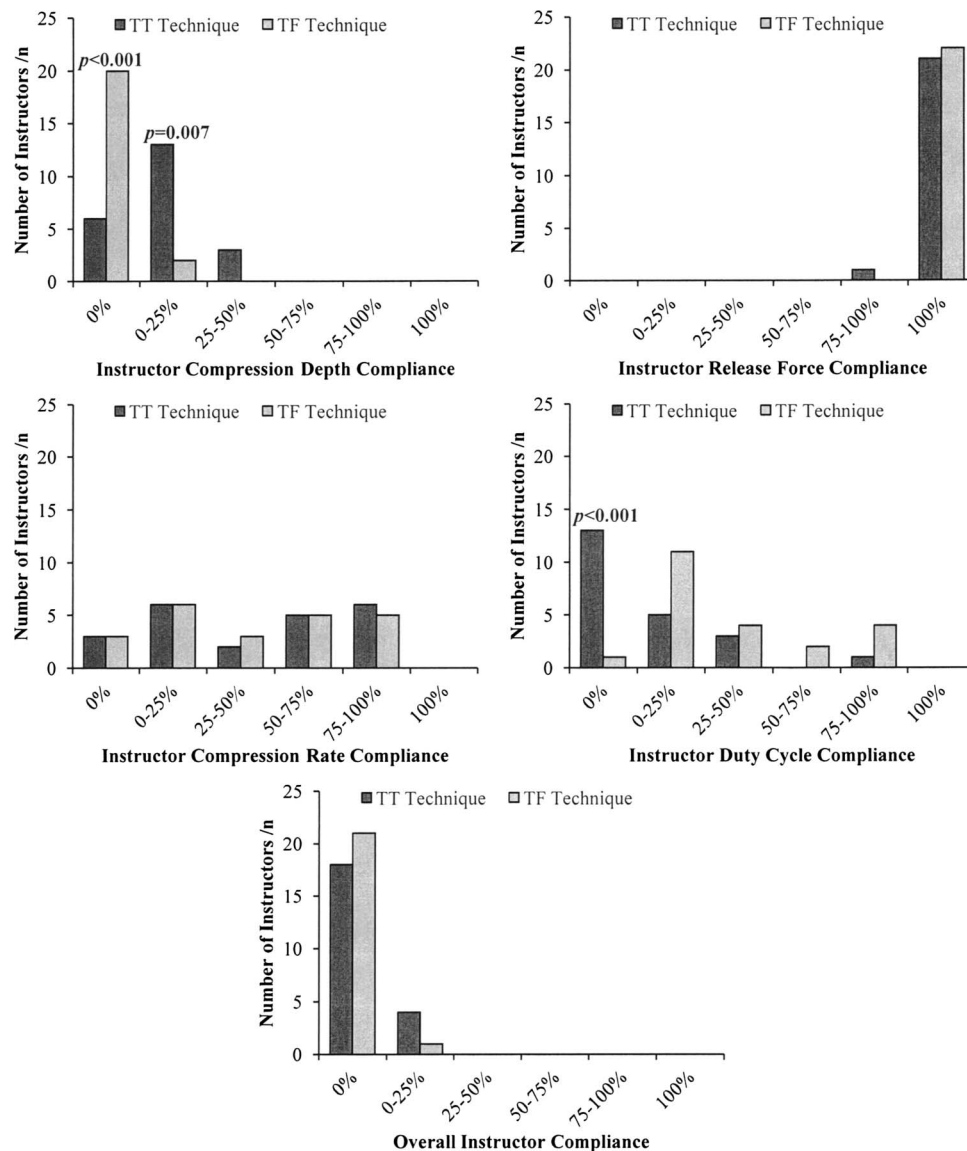 TT Technique TF Technique
25
20
15
10
5
0
p<0.001
p=0.007
Number of Instructors /n
0% 0-25% 25-50% 50-75% 75-100% 100%
Instructor Compression Depth Compliance
TT Technique TF Technique
25
20
15
10
5
0
Number of Instructors /n
0% 0-25% 25-50% 50-75% 75-100% 100%
Instructor Release Force Compliance
TT Technique TF Technique
25
20
15
10
5
0
Number of Instructors /n
0% 0-25% 25-50% 50-75% 75-100% 100%
Instructor Compression Rate Compliance
TT Technique TF Technique
25
20
15
10
5
0
p<0.001
Number of Instructors /n
0% 0-25% 25-50% 50-75% 75-100% 100%
Instructor Duty Cycle Compliance
TT Technique TF Technique
25
20
15
10
5
0
Number of Instructors /n
0% 0-25% 25-50% 50-75% 75-100% 100%
Overall Instructor Compliance